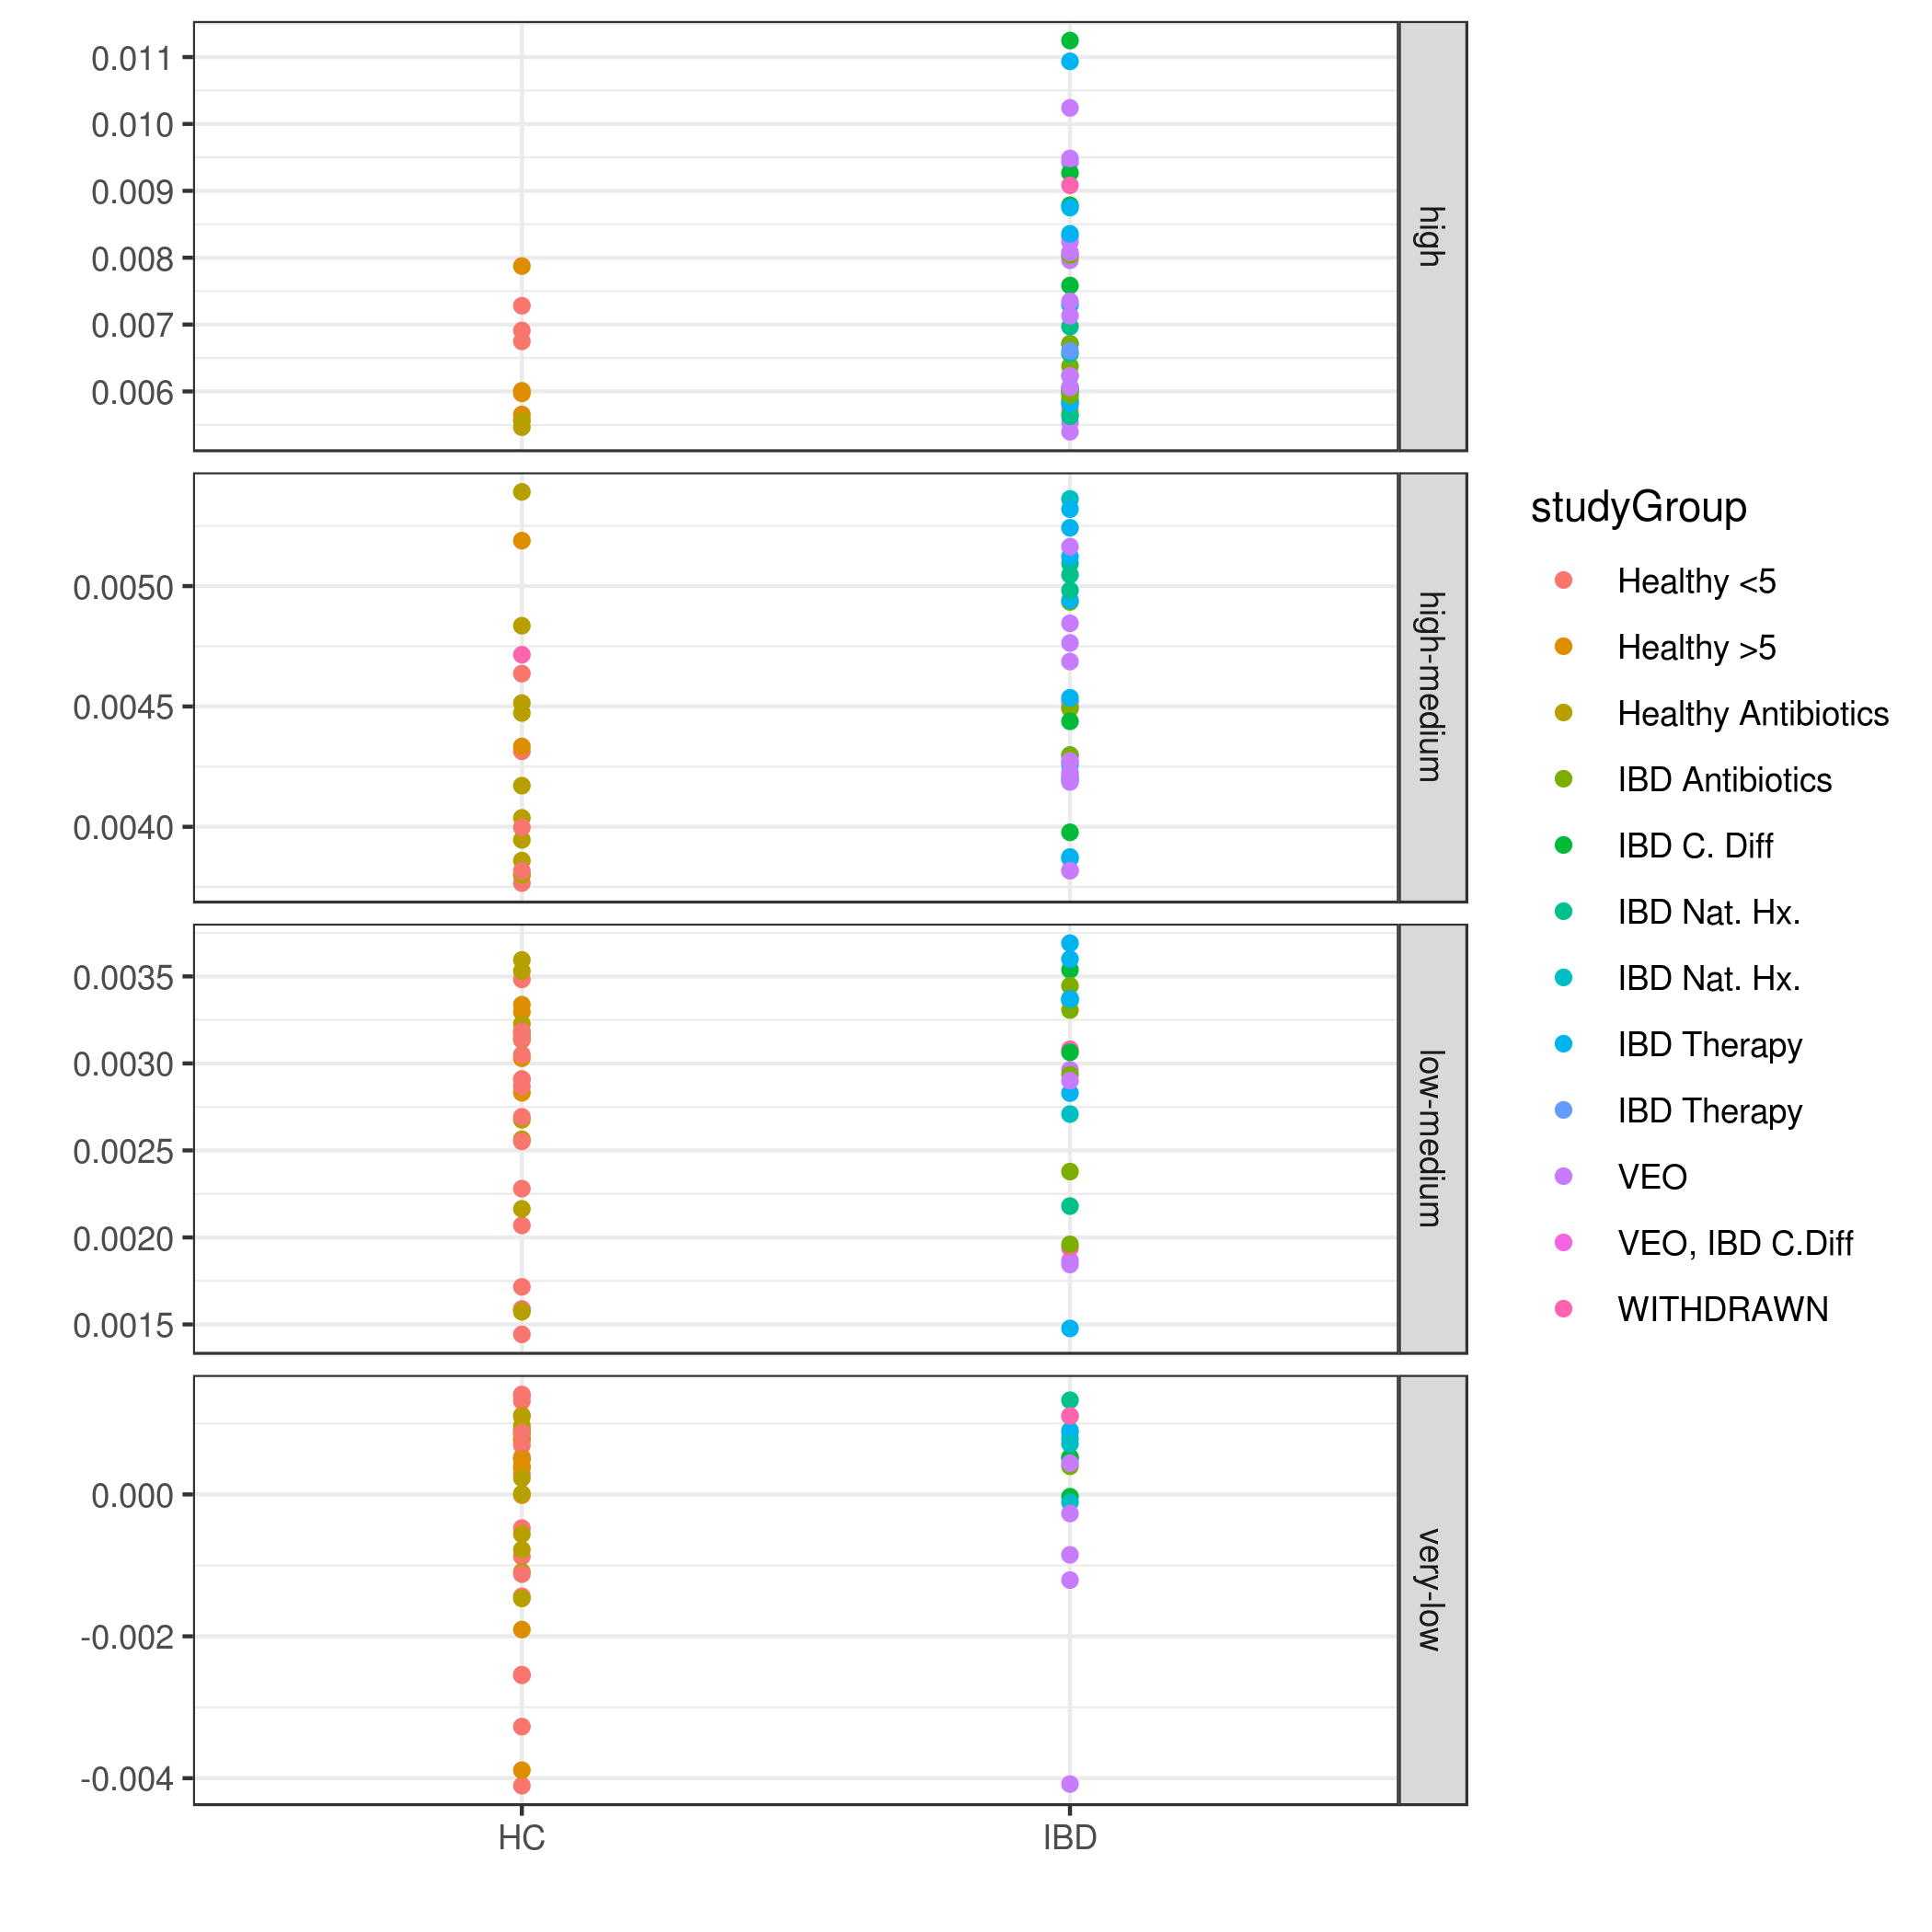 0.011
0.010
0.009
0.008
0.007
0.006
high
0.0050
0.0045
0.0040
high-medium
0.0035
0.0030
0.0025
0.0020
0.0015
low-medium
0.000
-0.002
-0.004
very-low
HC
IBD
studyGroup
Healthy <5
Healthy >5
Healthy Antibiotics
IBD Antibiotics
IBD C. Diff
IBD Nat. Hx.
IBD Nat. Hx.
IBD Therapy
IBD Therapy
VEO
VEO, IBD C.Diff
WITHDRAWN